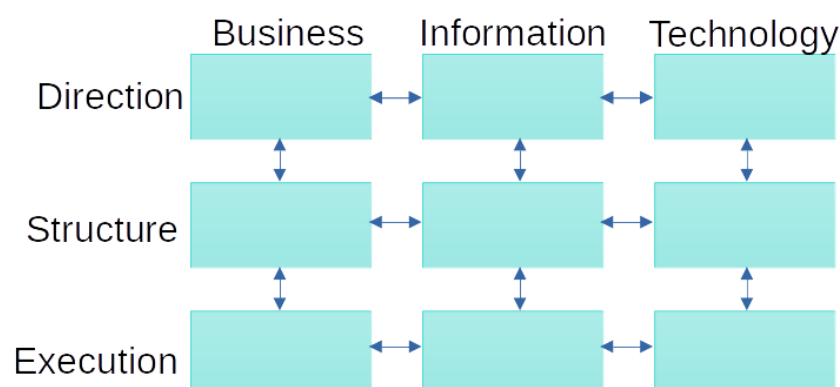 Business Information Technology
Direction
Structure
Execution